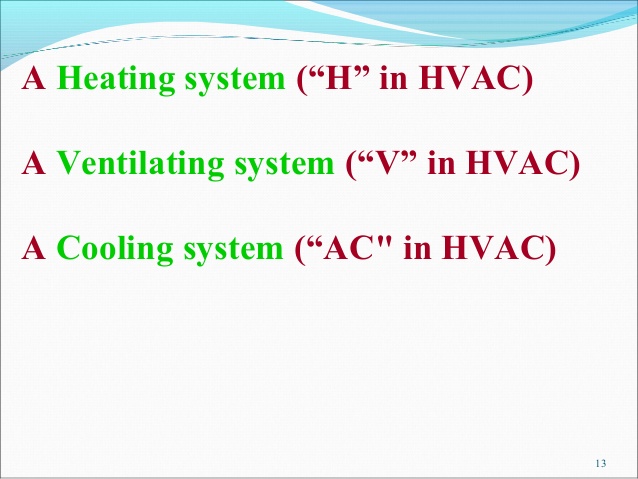 A Heating system (“H” in HVAC)
A Ventilating system (“V” in HVAC)
A Cooling system (“AC" in HVAC)
13